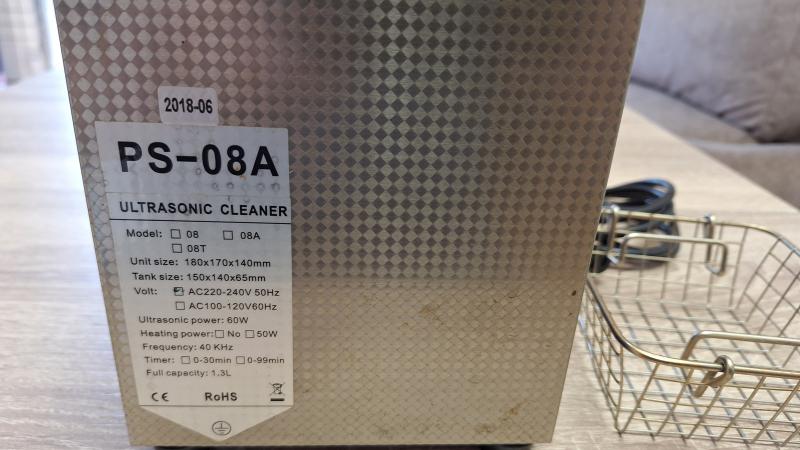 2018-06
PS-08A
ULTRASONIC CLEANER
Model: ☐ 08 ☐ 08A
☐ 08T
Unit size: 180x170x140mm
Tank size: 150x140x65mm
Volt: ☑ AC220-240V 50Hz
☐ AC100-120V60Hz
Ultrasonic power: 60W
Heating power: ☐ No ☐ 50W
Frequency: 40 KHz
Timer: ☐ 0-30min ☐ 0-99min
Full capacity: 1.3L
CE RoHS